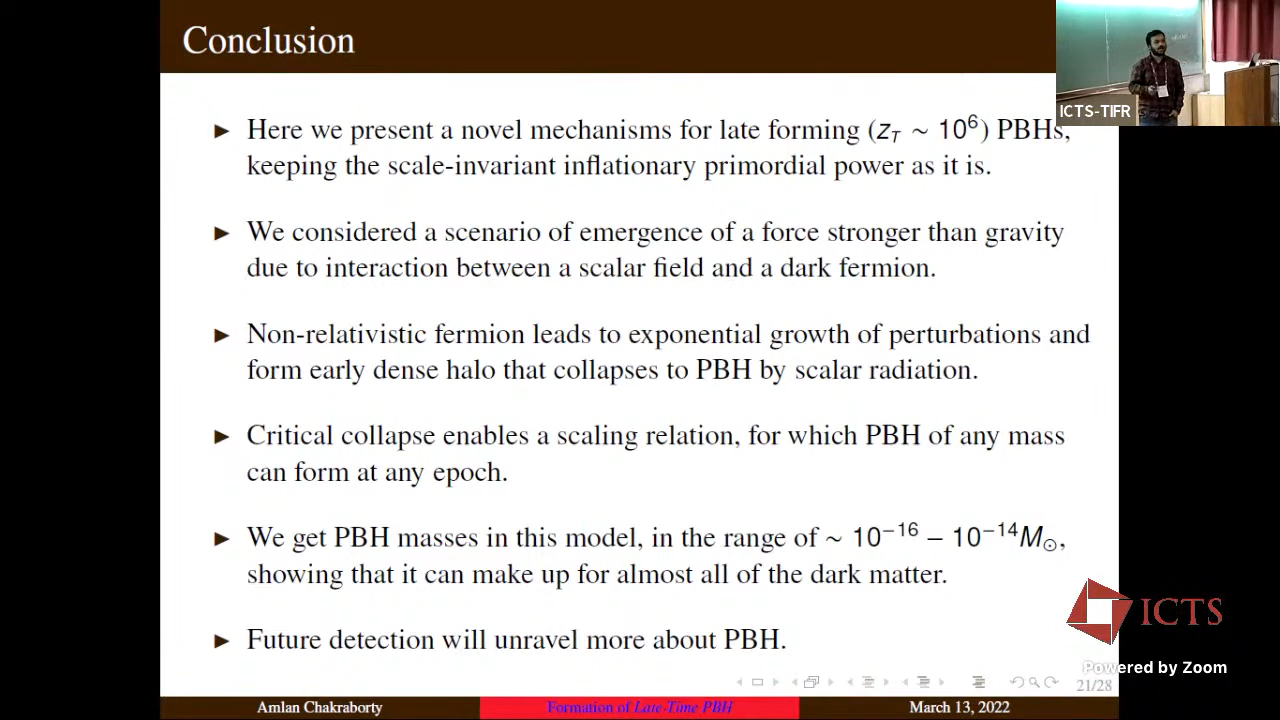 Conclusion
ICTS-TIFR
▶ Here we present a novel mechanisms for late forming (z_T ∼ 10^6) PBHs,
keeping the scale-invariant inflationary primordial power as it is.
▶ We considered a scenario of emergence of a force stronger than gravity
due to interaction between a scalar field and a dark fermion.
▶ Non-relativistic fermion leads to exponential growth of perturbations and
form early dense halo that collapses to PBH by scalar radiation.
▶ Critical collapse enables a scaling relation, for which PBH of any mass
can form at any epoch.
▶ We get PBH masses in this model, in the range of ∼ 10^−16 – 10^−14 M_⊙,
showing that it can make up for almost all of the dark matter.
▶ Future detection will unravel more about PBH.
ICTS
Powered by Zoom
21/28
Amlan Chakraborty Formation of Late-Time PBH March 13, 2022